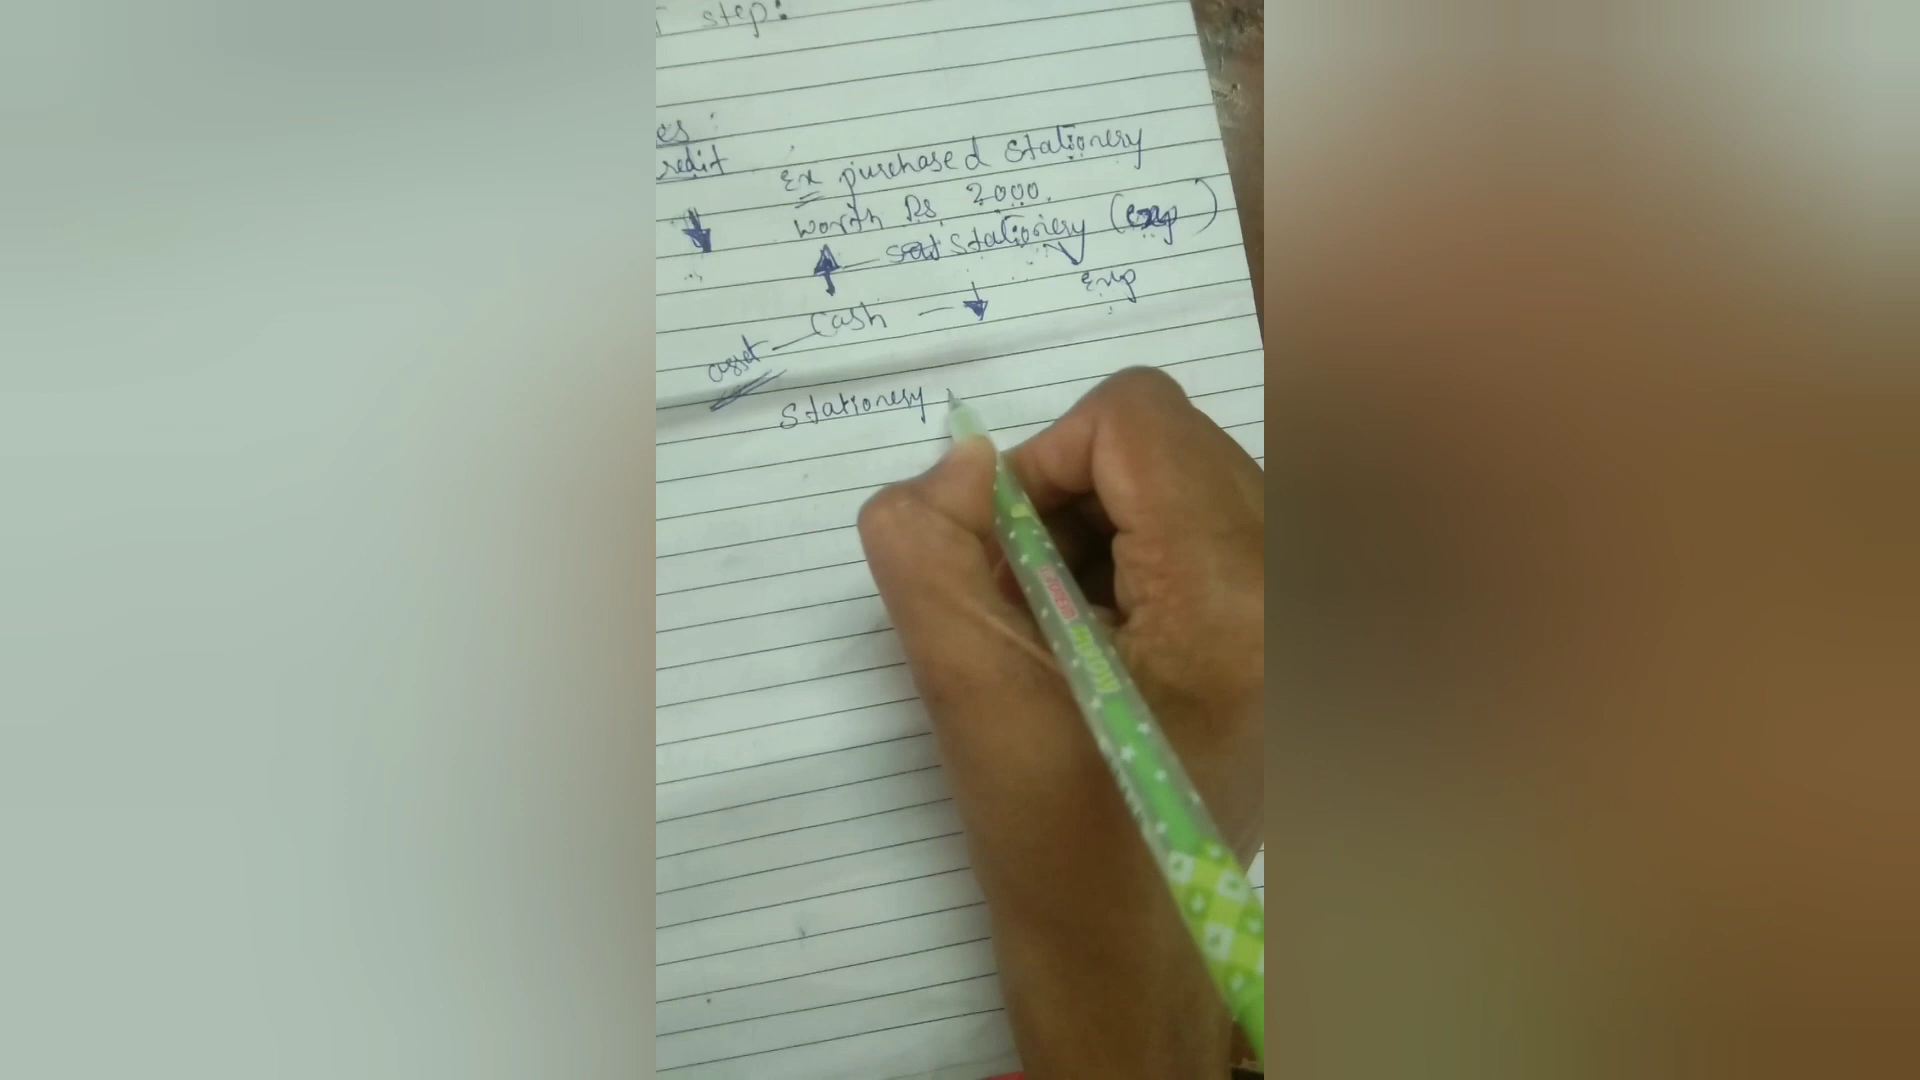 step:
es
redit
Ex purchased stationery
worth Rs 2000.
stationery (exp)
Exp
Cash
asset
Stationery